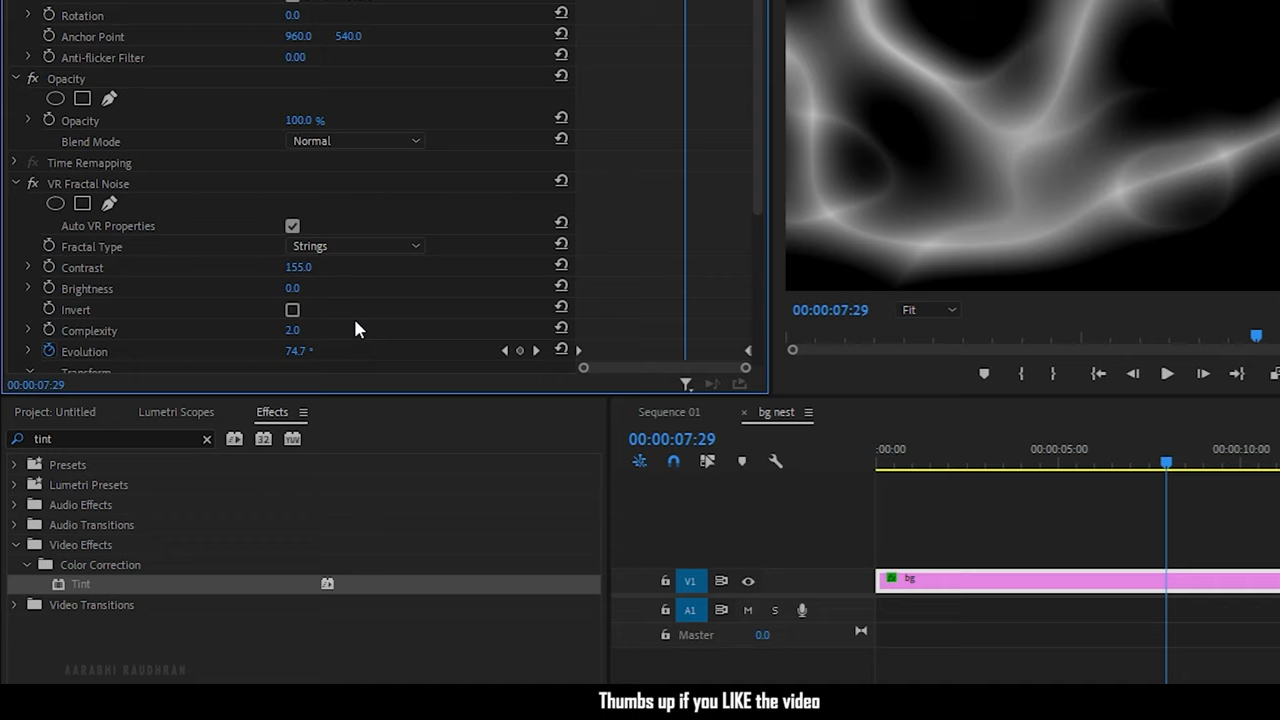 Rotation 0.0
Anchor Point 960.0 540.0
Anti-flicker Filter 0.00
fx Opacity
Opacity 100.0 %
Blend Mode Normal
fx Time Remapping
fx VR Fractal Noise
Auto VR Properties
Fractal Type Strings
Contrast 155.0
Brightness 0.0
Invert
Complexity 2.0
Evolution 74.7 °
00:00:07:29
00:00:07:29 Fit
Project: Untitled Lumetri Scopes Effects
tint 32 YUV
Presets
Lumetri Presets
Audio Effects
Audio Transitions
Video Effects
Color Correction
Tint
Video Transitions
AARABHI RAUDHRAN
Sequence 01 × bg nest
00:00:07:29
:00:00 00:00:05:00 00:00:10:00
V1 bg
A1 M S
Master 0.0
Thumbs up if you LIKE the video